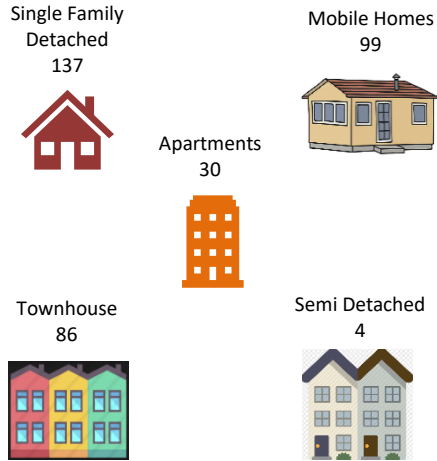 Single Family
Detached
137
Mobile Homes
99
Apartments
30
Townhouse
86
Semi Detached
4